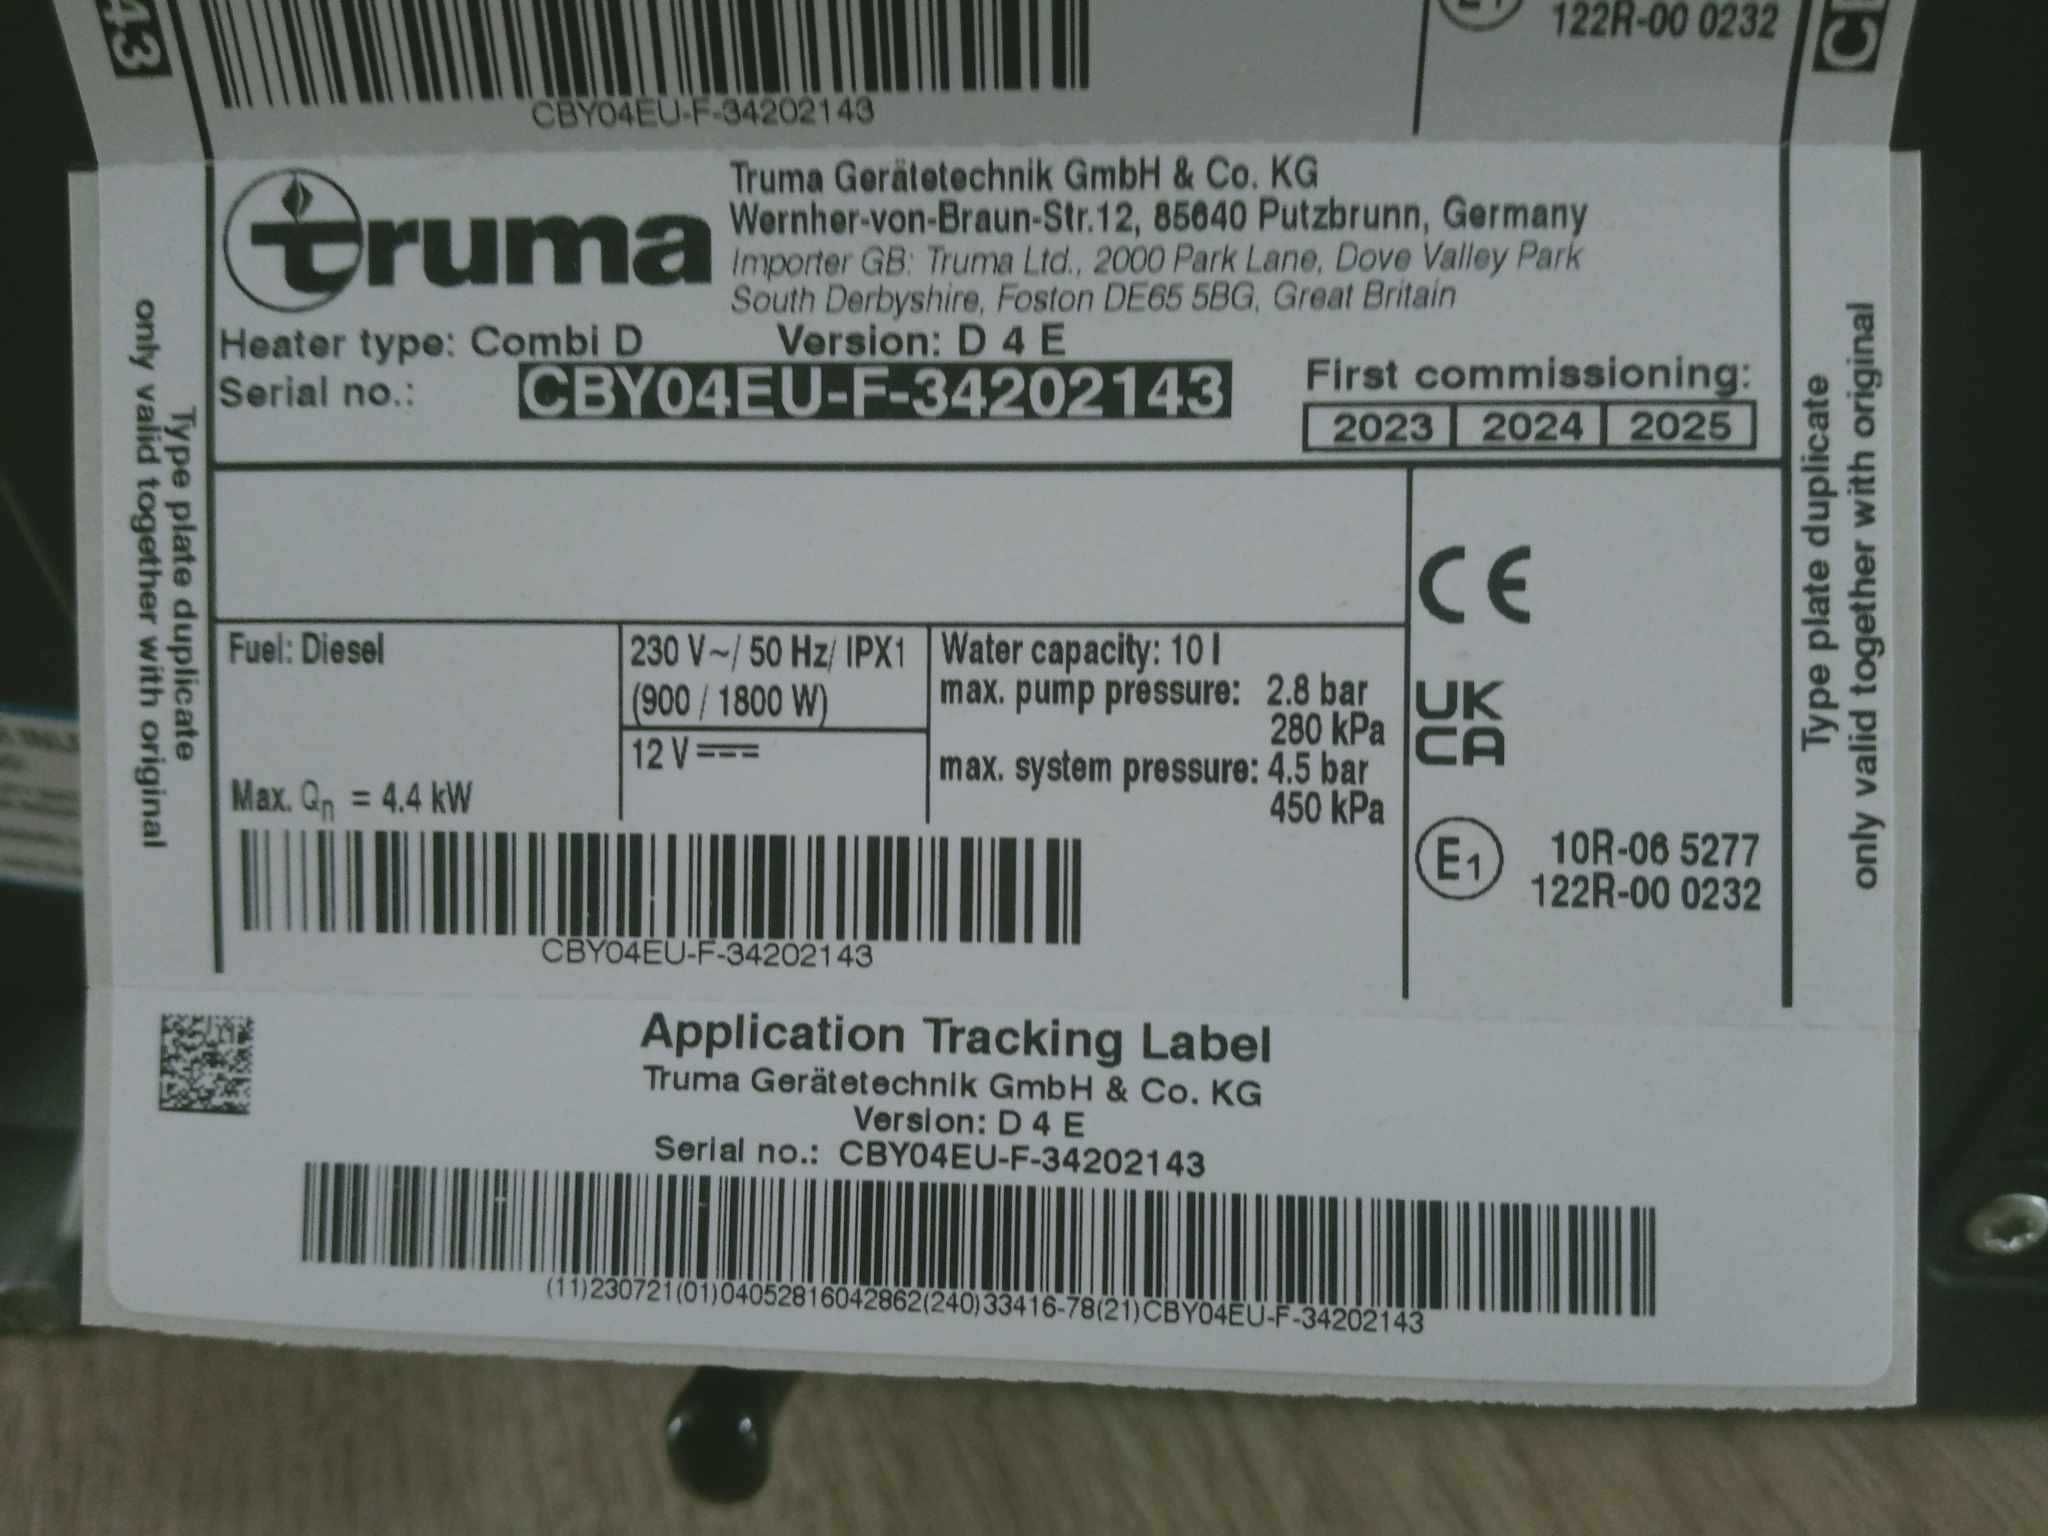 43
CBY04EU-F-34202143
122R-00 0232
truma
Truma Gerätetechnik GmbH & Co. KG
Wernher-von-Braun-Str.12, 85640 Putzbrunn, Germany
Importer GB: Truma Ltd., 2000 Park Lane, Dove Valley Park
South Derbyshire, Foston DE65 5BG, Great Britain
Heater type: Combi D Version: D 4 E
Serial no.: CBY04EU-F-34202143
First commissioning:
2023 2024 2025
Type plate duplicate
only valid together with original
Fuel: Diesel
Max. Qn = 4.4 kW
230 V~/ 50 Hz/ IPX1
(900 / 1800 W)
12 V
Water capacity: 10 l
max. pump pressure: 2.8 bar
280 kPa
max. system pressure: 4.5 bar
450 kPa
CE
UK
CA
E1
10R-06 5277
122R-00 0232
CBY04EU-F-34202143
Type plate duplicate
only valid together with original
Application Tracking Label
Truma Gerätetechnik GmbH & Co. KG
Version: D 4 E
Serial no.: CBY04EU-F-34202143
(11)230721(01)04052816042862(240)33416-78(21)CBY04EU-F-34202143